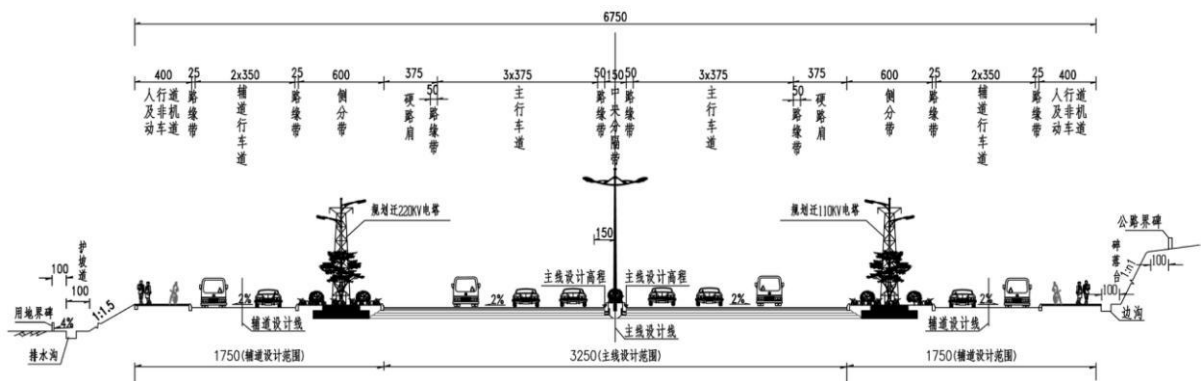 6750
400 25 2x350 25 600 375 3x375 50 150 50 3x375 375 600 25 2x350 25 400
50 50
人行道及非机动车道
路缘带
辅道行车道
路缘带
侧分带
硬路肩
路缘带
主行车道
路缘带
中央分隔带
路缘带
主行车道
路缘带
硬路肩
侧分带
路缘带
辅道行车道
路缘带
人行道及非机动车道
规划迁220KV电塔
规划迁110KV电塔
公路界碑
护坡道
150
碎落台
1:n1
100
100
100
主线设计高程 主线设计高程
100
1:1.5
2% 2% 2% 2%
用地界碑
4%
辅道设计线
主线设计线
辅道设计线
边沟
排水沟
1750(辅道设计范围) 3250(主线设计范围) 1750(辅道设计范围)